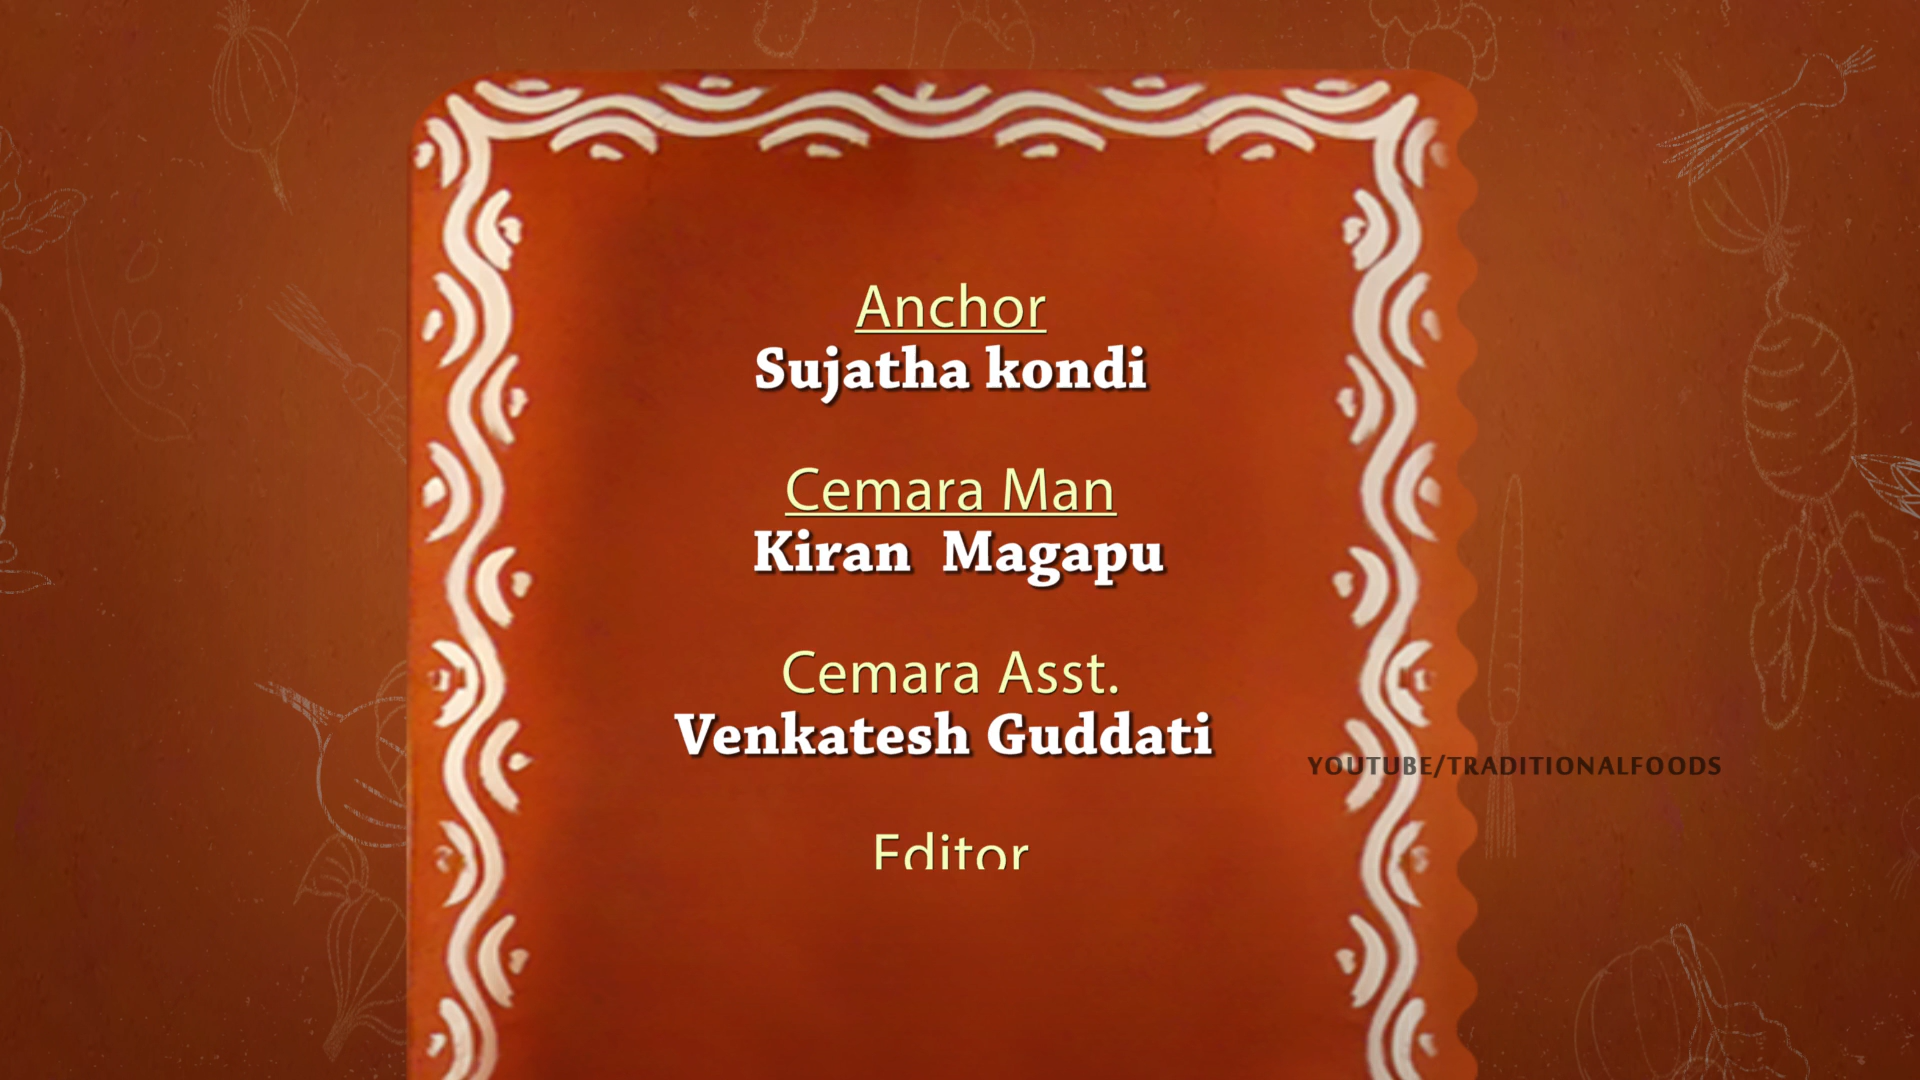 Anchor
Sujatha kondi
Cemara Man
Kiran Magapu
Cemara Asst.
Venkatesh Guddati
YOUTUBE/TRADITIONALFOODS
Editor